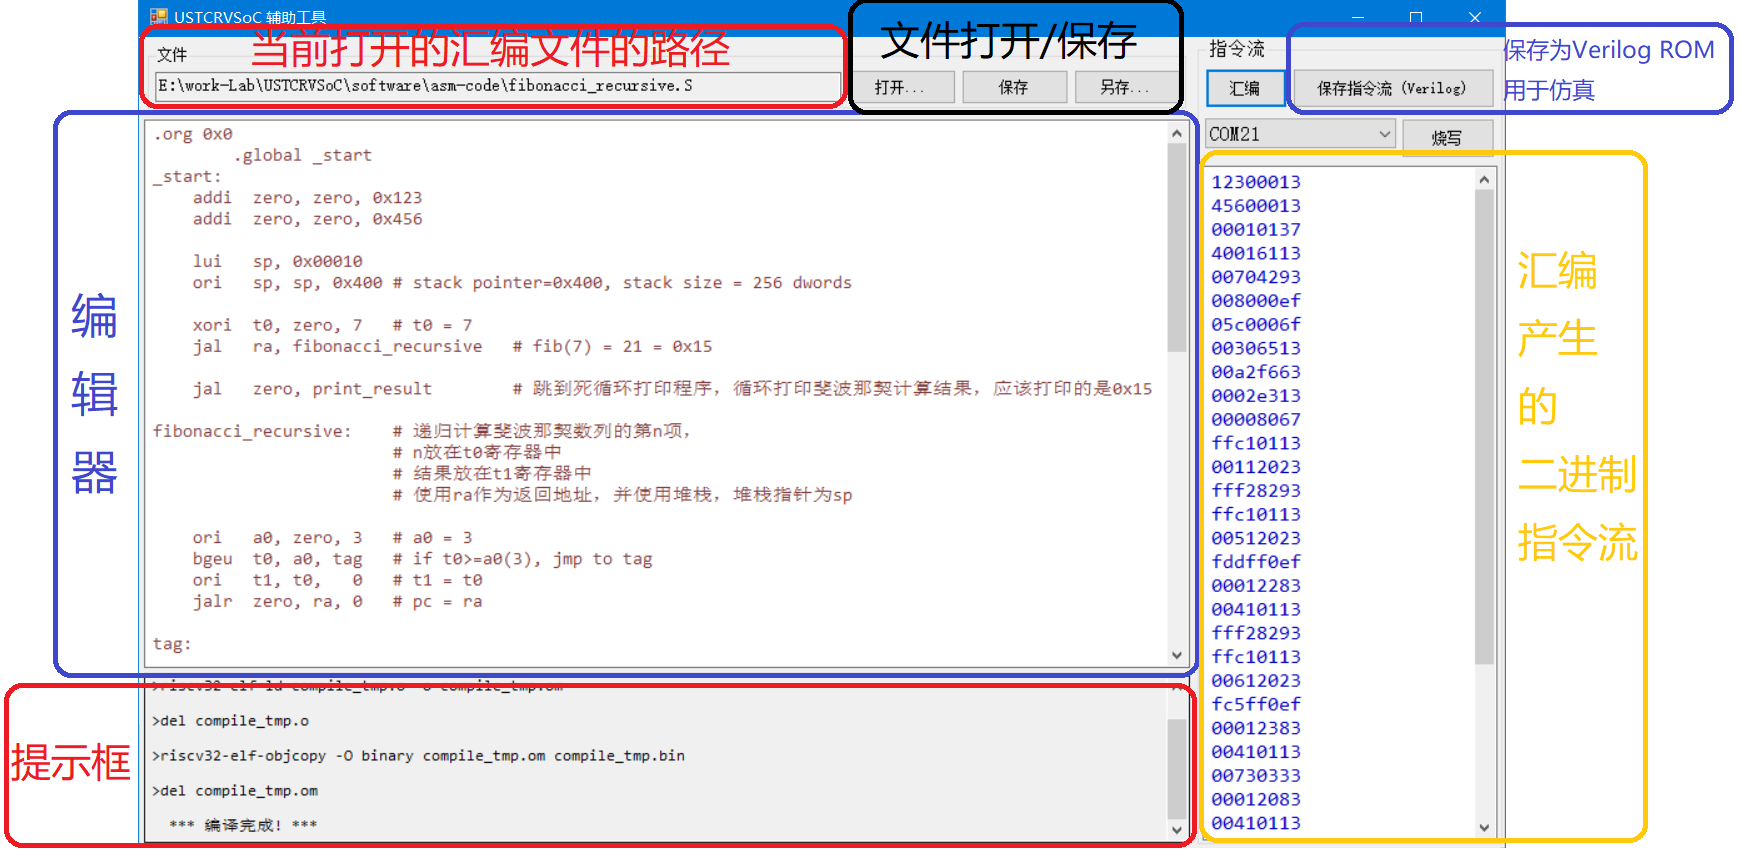 USTCRVSoC 辅助工具
文件
当前打开的汇编文件的路径
E:\work-Lab\USTCRVSoC\software\asm-code\fibonacci_recursive.S
文件打开/保存
打开...
保存
另存...
指令流
汇编
保存指令流 (Verilog)
保存为Verilog ROM
用于仿真
COM21
烧写
编
辑
器
.org 0x0
.global _start
_start:
addi zero, zero, 0x123
addi zero, zero, 0x456
lui sp, 0x00010
ori sp, sp, 0x400 # stack pointer=0x400, stack size = 256 dwords
xori t0, zero, 7 # t0 = 7
jal ra, fibonacci_recursive # fib(7) = 21 = 0x15
jal zero, print_result # 跳到死循环打印程序，循环打印斐波那契计算结果，应该打印的是0x15
fibonacci_recursive: # 递归计算斐波那契数列的第n项，
# n放在t0寄存器中
# 结果放在t1寄存器中
# 使用ra作为返回地址，并使用堆栈，堆栈指针为sp
ori a0, zero, 3 # a0 = 3
bgeu t0, a0, tag # if t0>=a0(3), jmp to tag
ori t1, t0, 0 # t1 = t0
jalr zero, ra, 0 # pc = ra
tag:
12300013
45600013
00010137
40016113
00704293
008000ef
05c0006f
00306513
00a2f663
0002e313
00008067
ffc10113
00112023
fff28293
ffc10113
00512023
fddff0ef
00012283
00410113
fff28293
ffc10113
00612023
fc5ff0ef
00012383
00410113
00730333
00012083
00410113
汇编
产生
的
二进制
指令流
提示框
>riscv32-elf-ld compile_tmp.o -o compile_tmp.om
>del compile_tmp.o
>riscv32-elf-objcopy -O binary compile_tmp.om compile_tmp.bin
>del compile_tmp.om
*** 编译完成! ***